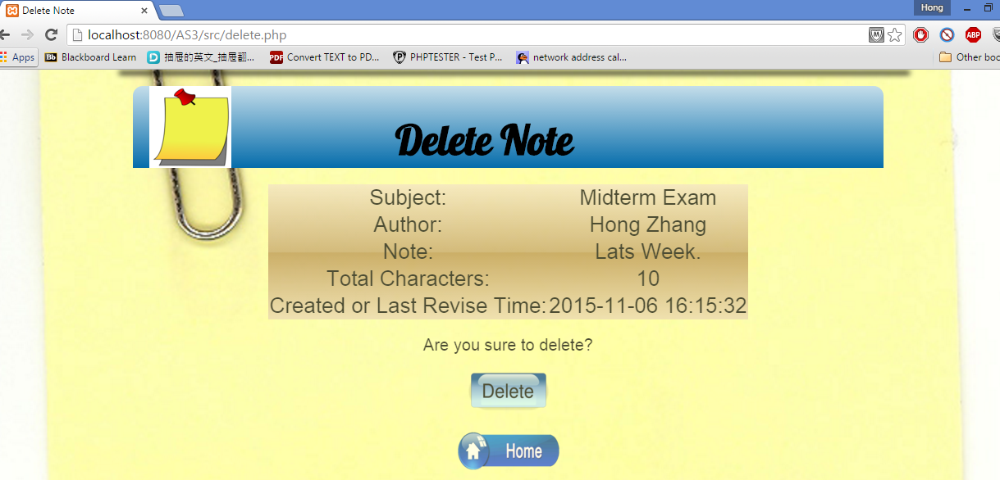 Delete Note
Hong
localhost:8080/AS3/src/delete.php
ABP
Apps
Bb Blackboard Learn
D 抽屉的英文_抽屉翻...
PDF Convert TEXT to PD...
P PHPTESTER - Test P...
network address cal...
Other boo
Delete Note
Subject: Midterm Exam
Author: Hong Zhang
Note: Lats Week.
Total Characters: 10
Created or Last Revise Time: 2015-11-06 16:15:32
Are you sure to delete?
Delete
Home